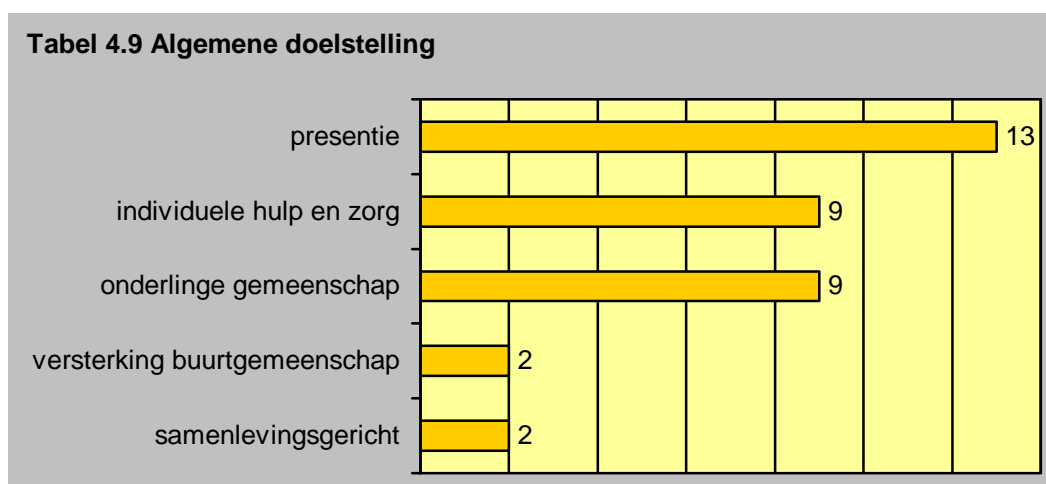 Tabel 4.9 Algemene doelstelling
presentie 13
individuele hulp en zorg 9
onderlinge gemeenschap 9
versterking buurtgemeenschap 2
samenlevingsgericht 2